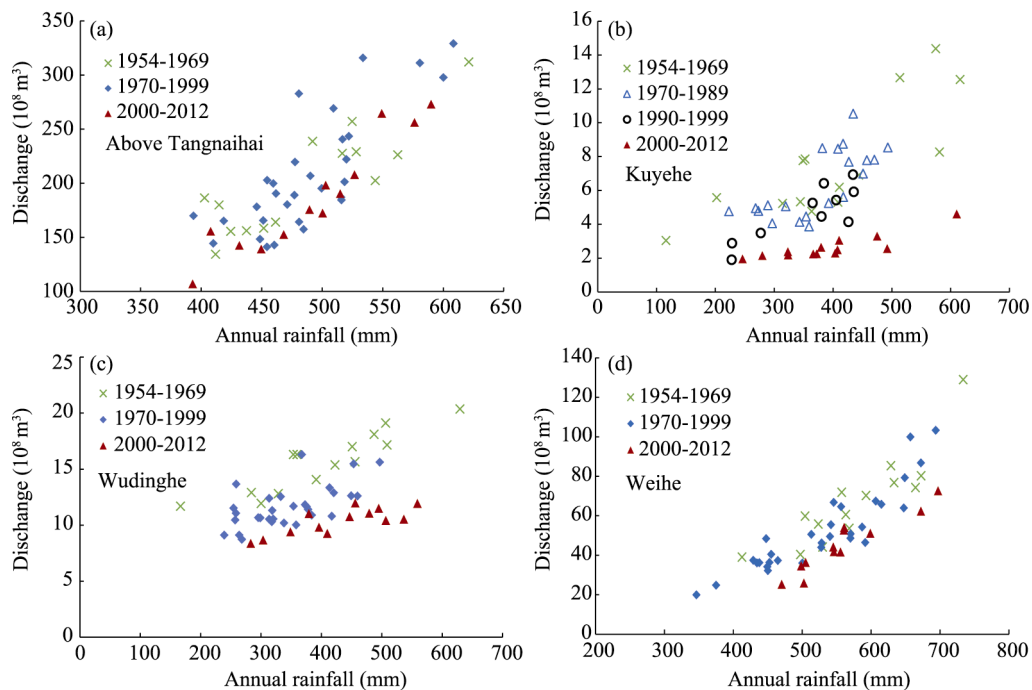 (a)
1954-1969
1970-1999
2000-2012
Above Tangnaihai
Dischange (10⁸ m³)
350
300
250
200
150
100
300 350 400 450 500 550 600 650
Annual rainfall (mm)
(b)
1954-1969
1970-1989
1990-1999
2000-2012
Kuyehe
Dischange (10⁸ m³)
16
14
12
10
8
6
4
2
0
0 100 200 300 400 500 600 700
Annual rainfall (mm)
(c)
1954-1969
1970-1999
2000-2012
Wudinghe
Dischange (10⁸ m³)
25
20
15
10
5
0
0 100 200 300 400 500 600 700
Annual rainfall (mm)
(d)
1954-1969
1970-1999
2000-2012
Weihe
Dischange (10⁸ m³)
140
120
100
80
60
40
20
0
200 300 400 500 600 700 800
Annual rainfall (mm)